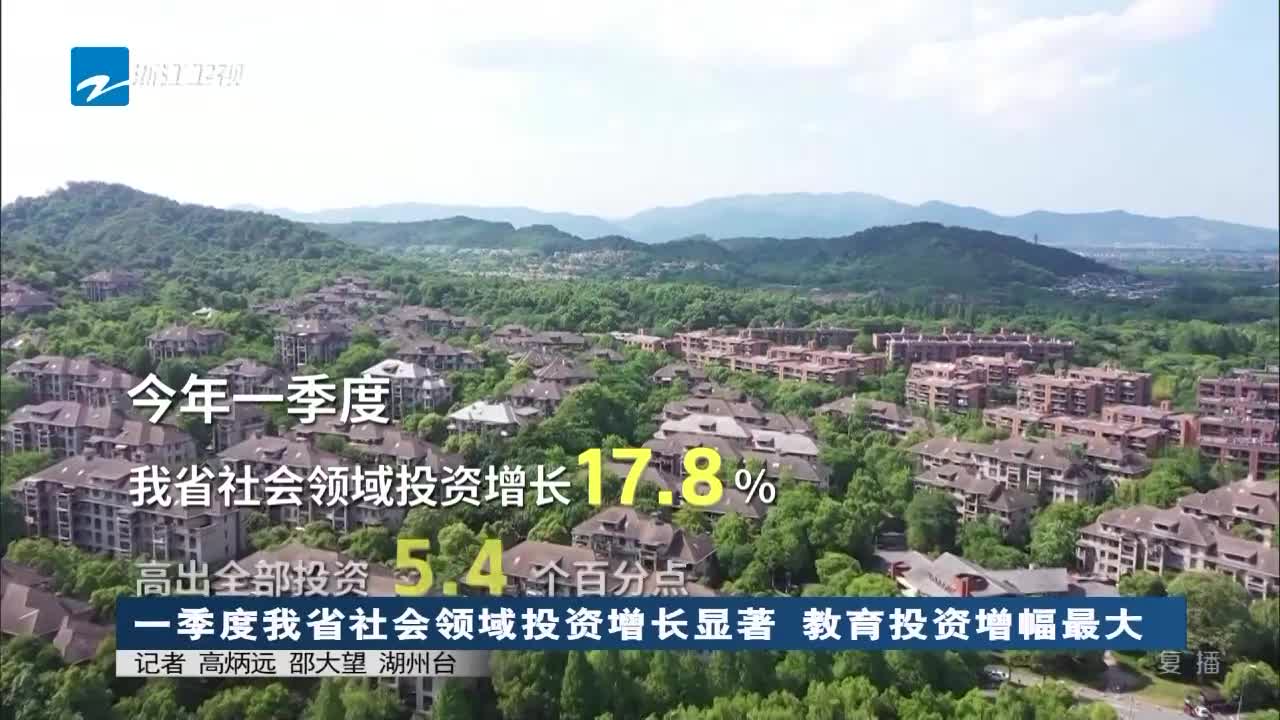 浙江卫视
今年一季度
我省社会领域投资增长17.8%
高出全部投资 5.4 个百分点
一季度我省社会领域投资增长显著 教育投资增幅最大
记者 高炳远 邵大望 湖州台
复播